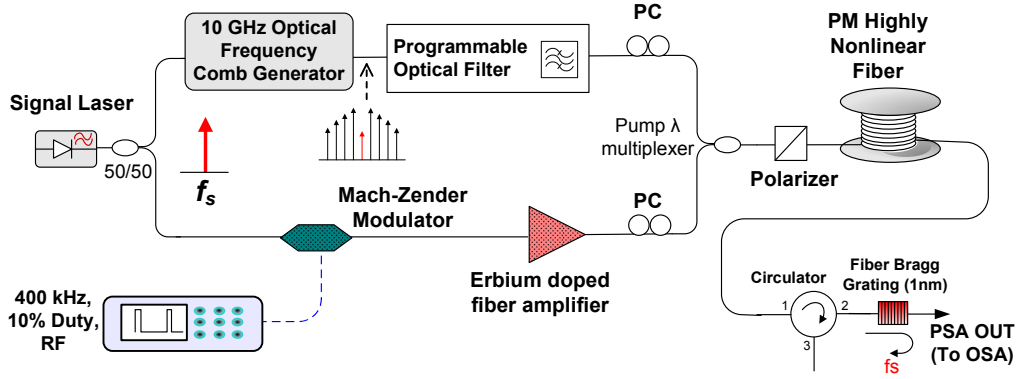 10 GHz Optical
Frequency
Comb Generator
Programmable
Optical Filter
PC
PM Highly
Nonlinear
Fiber
Signal Laser
50/50
fs
Pump λ
multiplexer
Polarizer
Mach-Zender
Modulator
PC
Erbium doped
fiber amplifier
400 kHz,
10% Duty,
RF
Circulator
1
2
3
Fiber Bragg
Grating (1nm)
PSA OUT
(To OSA)
fs